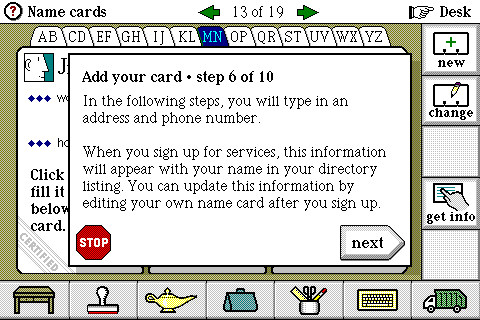 Name cards
13 of 19
Desk
AB CD EF GH IJ KL MN OP QR ST UV WX YZ
new
change
get info
Add your card • step 6 of 10
In the following steps, you will type in an
address and phone number.
When you sign up for services, this information
will appear with your name in your directory
listing. You can update this information by
editing your own name card after you sign up.
STOP
next
Click
fill it
below
card.
CERTIFIED